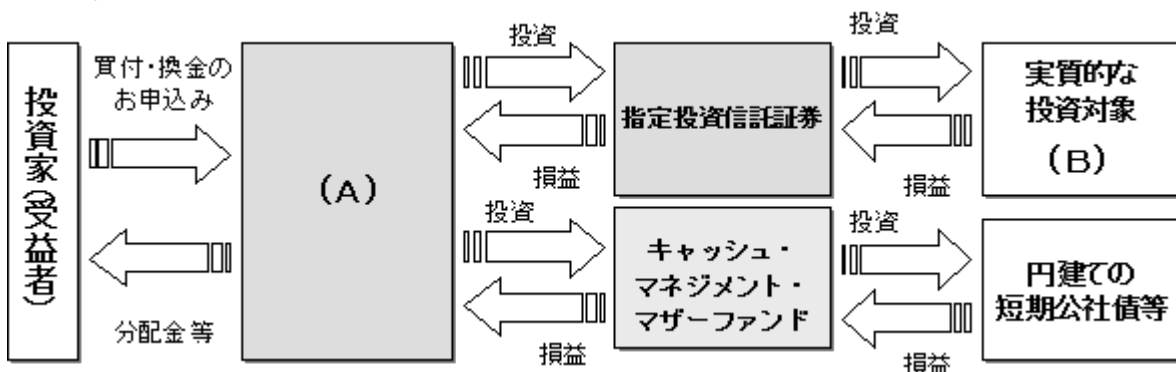 投資家(受益者)
買付・換金の
お申込み
分配金等
(A)
投資
損益
指定投資信託証券
投資
損益
実質的な
投資対象
(B)
投資
損益
キャッシュ・
マネジメント・
マザーファンド
投資
損益
円建ての
短期公社債等